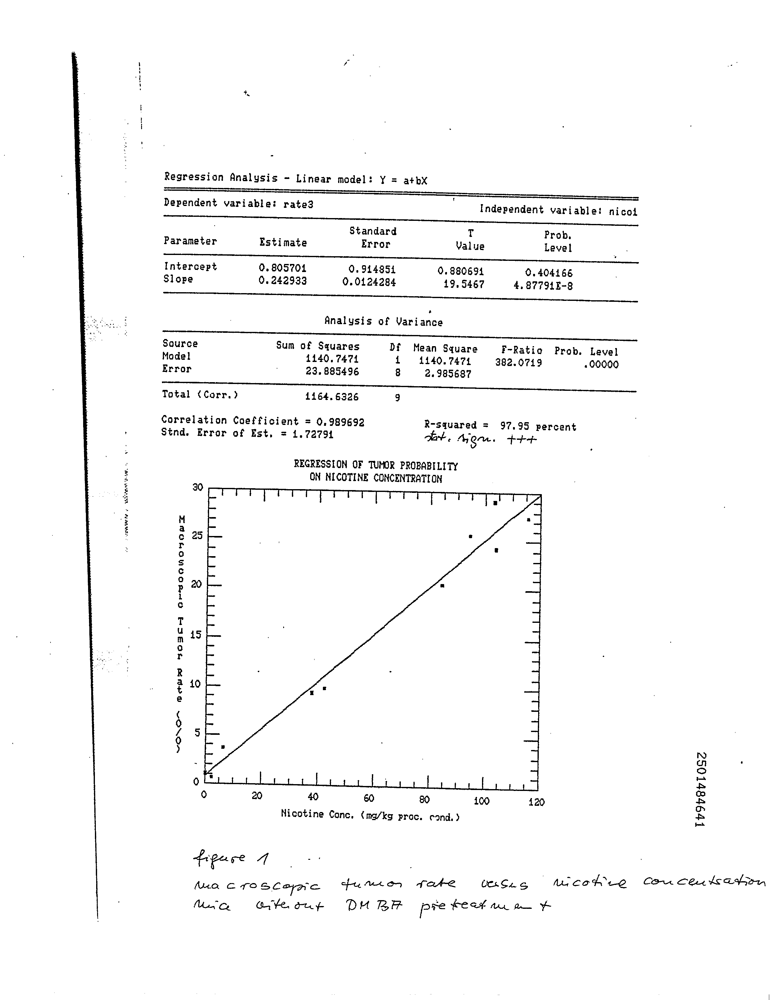 Regression Analysis - Linear model: Y = a+bX
Dependent variable: rate3 Independent variable: nico1
Parameter Estimate Standard Error T Value Prob. Level
Intercept 0.805701 0.914851 0.880691 0.404166
Slope 0.242933 0.0124284 19.5467 4.87791E-8
Analysis of Variance
Source Sum of Squares Df Mean Square F-Ratio Prob. Level
Model 1140.7471 1 1140.7471 382.0719 .00000
Error 23.885496 8 2.985687
Total (Corr.) 1164.6326 9
Correlation Coefficient = 0.989692 R-squared = 97.95 percent
Stnd. Error of Est. = 1.72791 stat. sign. +++
REGRESSION OF TUMOR PROBABILITY
ON NICOTINE CONCENTRATION
Macroscopic Tumor Rate (0/0)
30
25
20
15
10
5
0
0 20 40 60 80 100 120
Nicotine Conc. (mg/kg proc. cond.)
2501484641
figure 1
macroscopic tumor rate versus nicotine concentration
mice without DMBA pretreatment